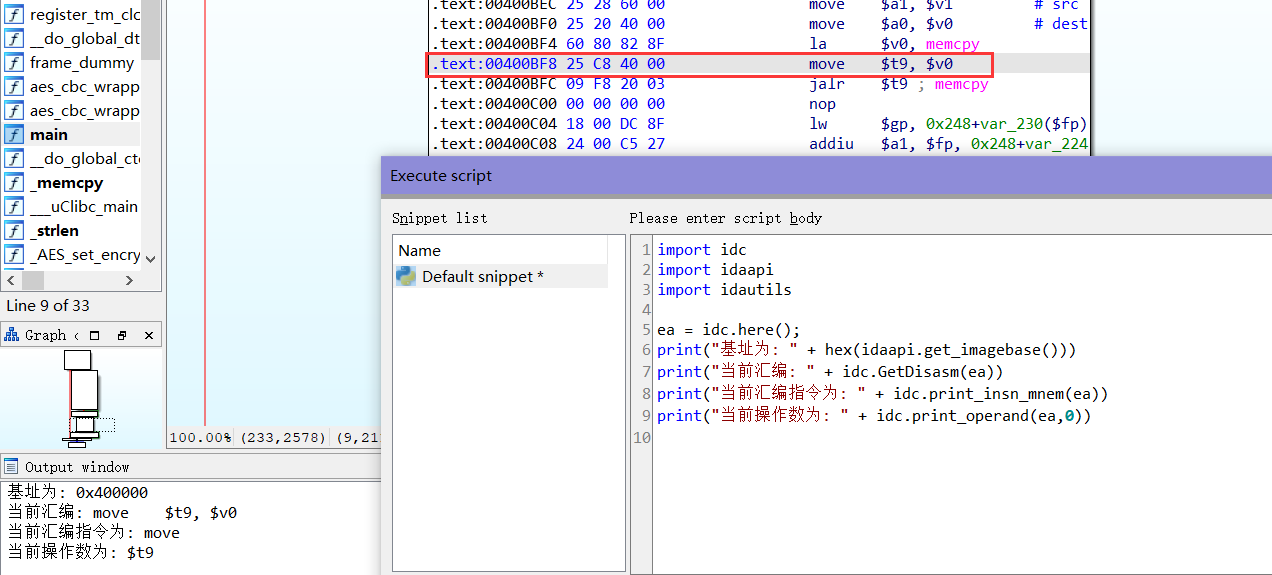 register_tm_clc
__do_global_dt
frame_dummy
aes_cbc_wrapp
aes_cbc_wrapp
main
__do_global_ct
_memcpy
___uClibc_main
_strlen
_AES_set_encry
Line 9 of 33
Graph
.text:00400BEC 25 28 60 00 move $a1, $v1 # src
.text:00400BF0 25 20 40 00 move $a0, $v0 # dest
.text:00400BF4 60 80 82 8F la $v0, memcpy
.text:00400BF8 25 C8 40 00 move $t9, $v0
.text:00400BFC 09 F8 20 03 jalr $t9 ; memcpy
.text:00400C00 00 00 00 00 nop
.text:00400C04 18 00 DC 8F lw $gp, 0x248+var_230($fp)
.text:00400C08 24 00 C5 27 addiu $a1, $fp, 0x248+var_224
100.00% (233,2578) (9,21
Execute script
Snippet list
Name
Default snippet *
Please enter script body
1 import idc
2 import idaapi
3 import idautils
4
5 ea = idc.here();
6 print("基址为: " + hex(idaapi.get_imagebase()))
7 print("当前汇编: " + idc.GetDisasm(ea))
8 print("当前汇编指令为: " + idc.print_insn_mnem(ea))
9 print("当前操作数为: " + idc.print_operand(ea,0))
10
Output window
基址为: 0x400000
当前汇编: move $t9, $v0
当前汇编指令为: move
当前操作数为: $t9